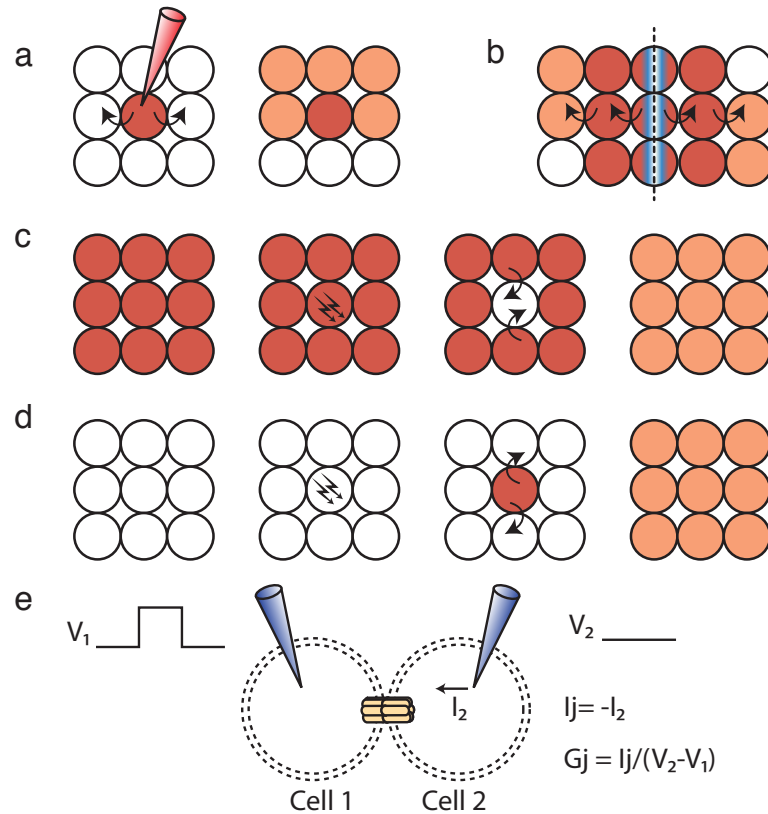 a
b
c
d
e
V₁
V₂
I₂
Ij= -I₂
Gj = Ij/(V₂-V₁)
Cell 1
Cell 2